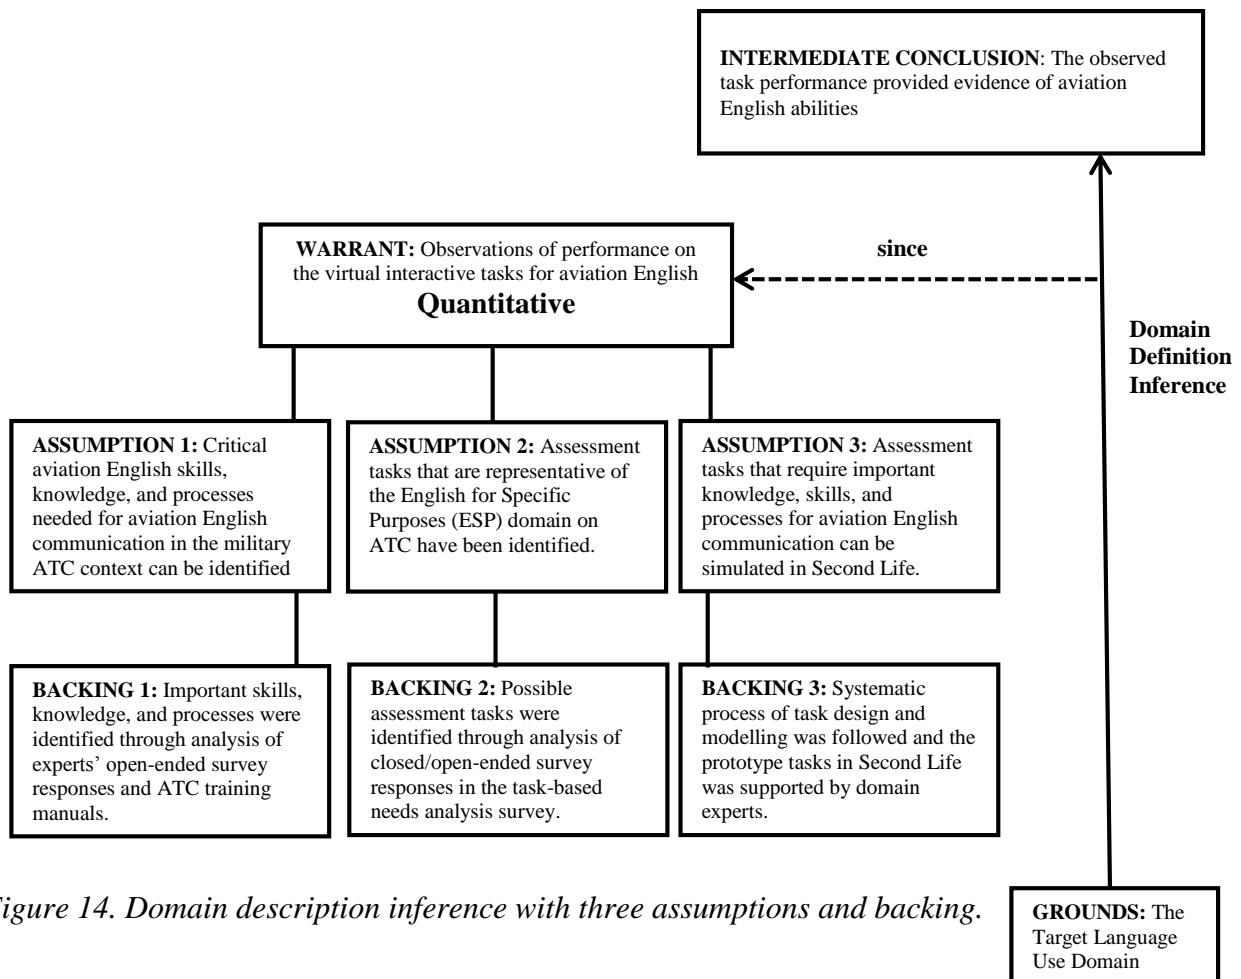 INTERMEDIATE CONCLUSION: The observed
task performance provided evidence of aviation
English abilities
WARRANT: Observations of performance on
the virtual interactive tasks for aviation English
Quantitative
since
Domain
Definition
Inference
ASSUMPTION 1: Critical
aviation English skills,
knowledge, and processes
needed for aviation English
communication in the military
ATC context can be identified
ASSUMPTION 2: Assessment
tasks that are representative of
the English for Specific
Purposes (ESP) domain on
ATC have been identified.
ASSUMPTION 3: Assessment
tasks that require important
knowledge, skills, and
processes for aviation English
communication can be
simulated in Second Life.
BACKING 1: Important skills,
knowledge, and processes were
identified through analysis of
experts’ open-ended survey
responses and ATC training
manuals.
BACKING 2: Possible
assessment tasks were
identified through analysis of
closed/open-ended survey
responses in the task-based
needs analysis survey.
BACKING 3: Systematic
process of task design and
modelling was followed and the
prototype tasks in Second Life
was supported by domain
experts.
igure 14. Domain description inference with three assumptions and backing.
GROUNDS: The
Target Language
Use Domain